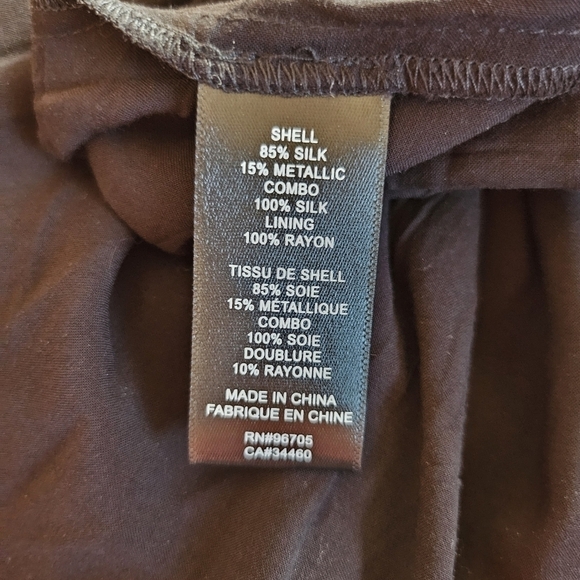 SHELL
85% SILK
15% METALLIC
COMBO
100% SILK
LINING
100% RAYON
TISSU DE SHELL
85% SOIE
15% MÉTALLIQUE
COMBO
100% SOIE
DOUBLURE
10% RAYONNE
MADE IN CHINA
FABRIQUE EN CHINE
RN#96705
CA#34460